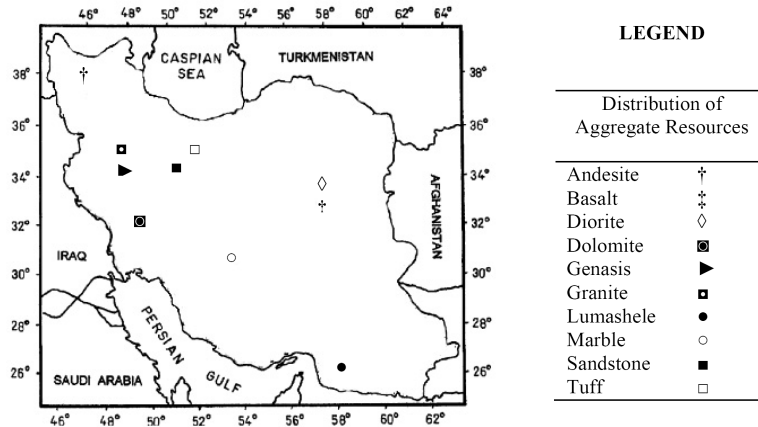 46° 48° 50° 52° 54° 56° 58° 60° 62°
CASPIAN
SEA
TURKMENISTAN
38° 38°
36° 36°
34° 34°
AFGHANISTAN
32° 32°
IRAQ
30° 30°
28° 28°
PERSIAN
GULF
26° 26°
SAUDI ARABIA
46° 48° 50° 52° 54° 56° 58° 60° 62°
LEGEND
Distribution of
Aggregate Resources
Andesite †
Basalt ‡
Diorite ◊
Dolomite
Genasis ►
Granite
Lumashele ●
Marble ○
Sandstone ■
Tuff □